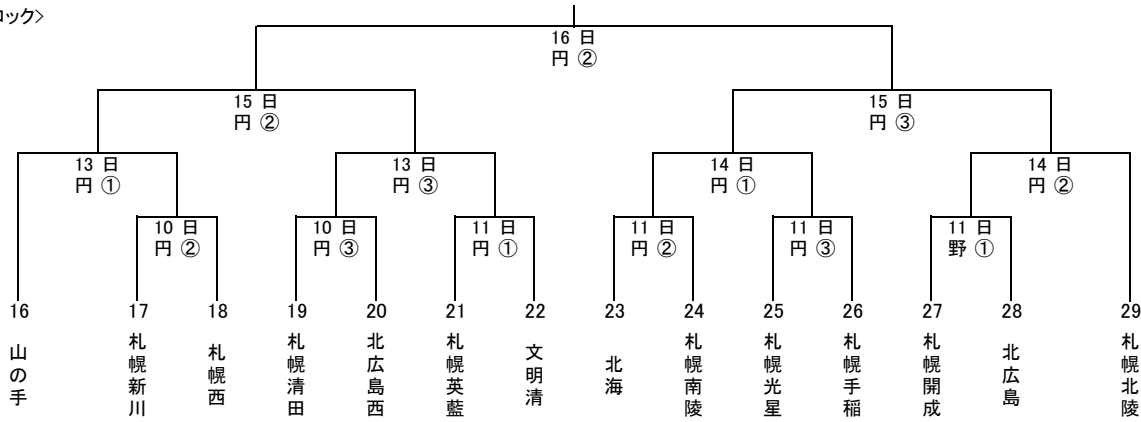 ロック>
16 日
円 ②
15 日
円 ②
15 日
円 ③
13 日
円 ①
13 日
円 ③
14 日
円 ①
14 日
円 ②
10 日
円 ②
10 日
円 ③
11 日
円 ①
11 日
円 ②
11 日
円 ③
11 日
野 ①
16 17 18 19 20 21 22 23 24 25 26 27 28 29
山の手
札幌新川
札幌西
札幌清田
北広島西
札幌英藍
文明清
北海
札幌南陵
札幌光星
札幌手稲
札幌開成
北広島
札幌北陵